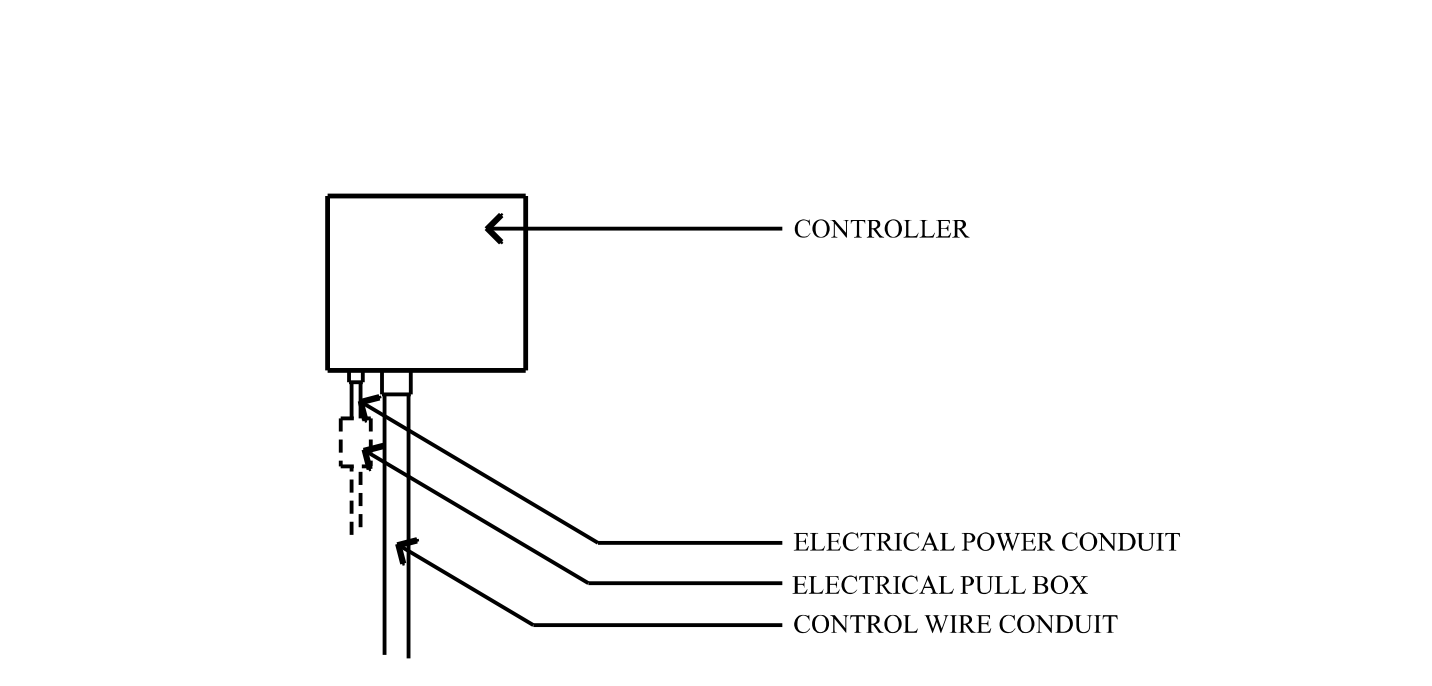 CONTROLLER
ELECTRICAL POWER CONDUIT
ELECTRICAL PULL BOX
CONTROL WIRE CONDUIT